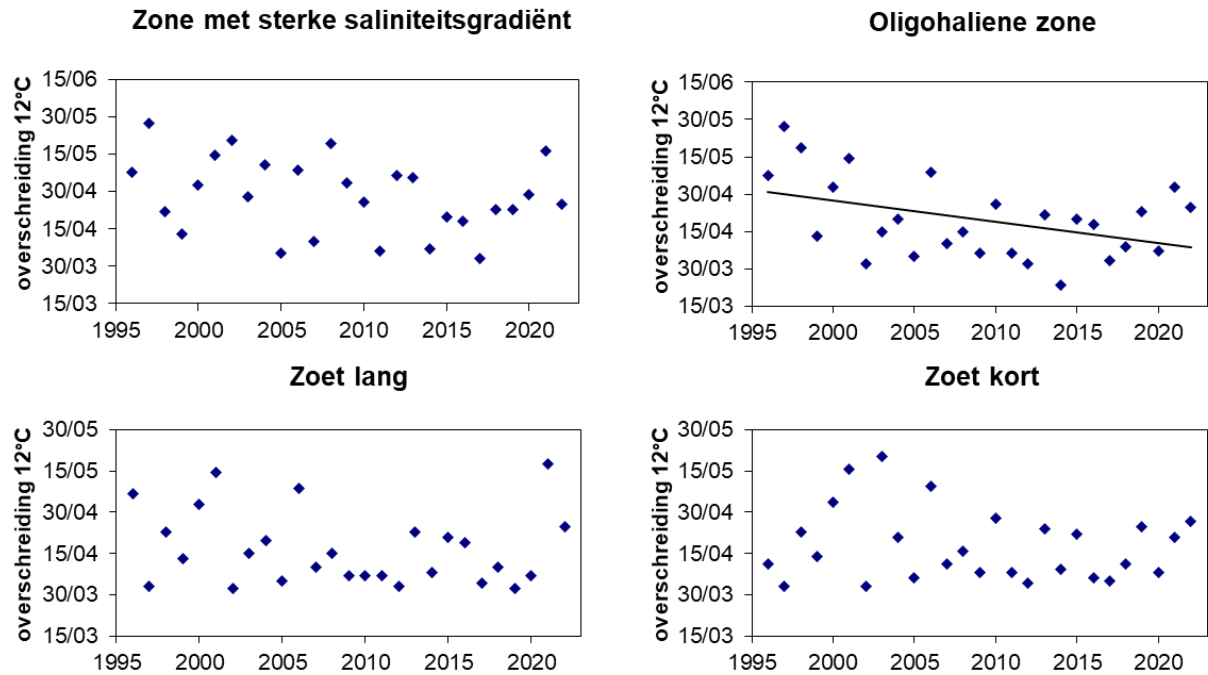 Zone met sterke saliniteitsgradiënt
overschreiding 12°C
15/06
30/05
15/05
30/04
15/04
30/03
15/03
1995 2000 2005 2010 2015 2020
Oligohaliene zone
overschreiding 12°C
15/06
30/05
15/05
30/04
15/04
30/03
15/03
1995 2000 2005 2010 2015 2020
Zoet lang
overschreiding 12°C
30/05
15/05
30/04
15/04
30/03
15/03
1995 2000 2005 2010 2015 2020
Zoet kort
overschreiding 12°C
30/05
15/05
30/04
15/04
30/03
15/03
1995 2000 2005 2010 2015 2020